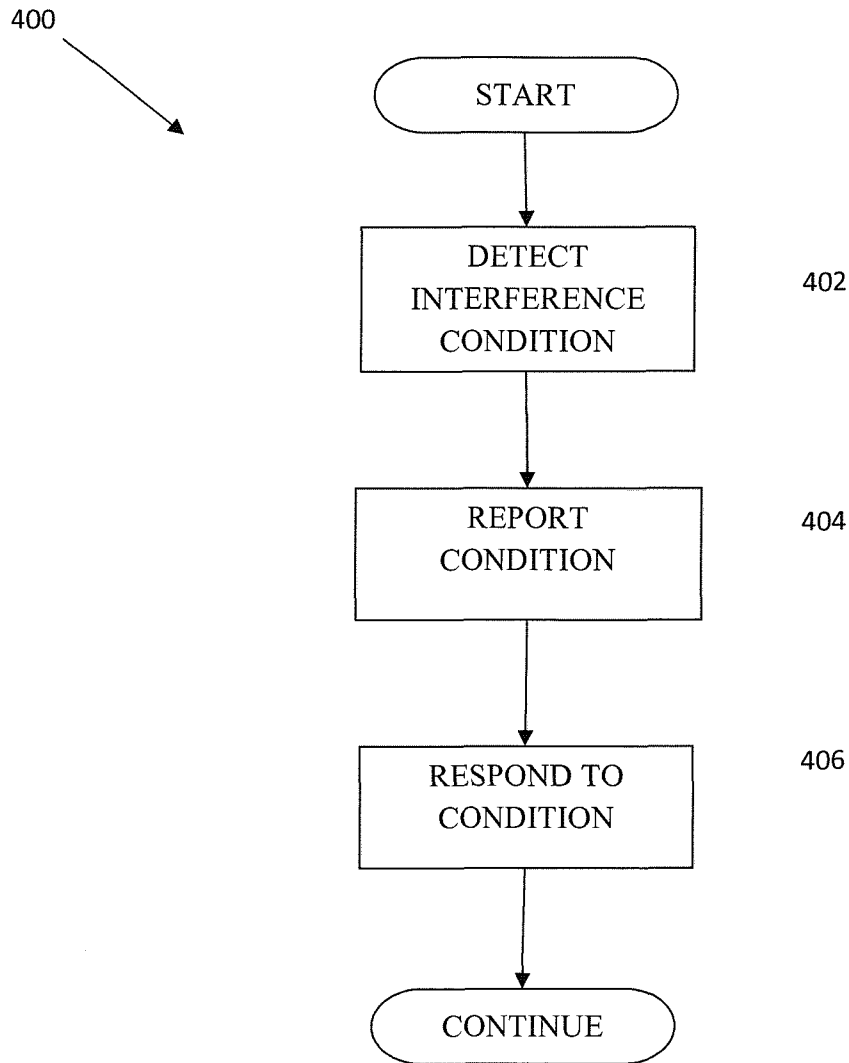 400
START
DETECT
INTERFERENCE
CONDITION
402
REPORT
CONDITION
404
RESPOND TO
CONDITION
406
CONTINUE